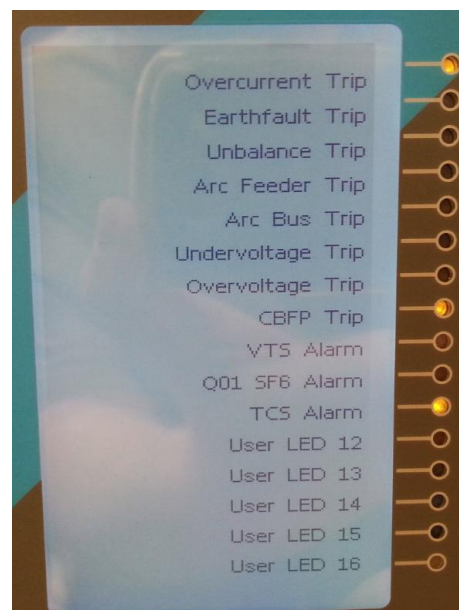 Overcurrent Trip
Earthfault Trip
Unbalance Trip
Arc Feeder Trip
Arc Bus Trip
Undervoltage Trip
Overvoltage Trip
CBFP Trip
VTS Alarm
Q01 SF6 Alarm
TCS Alarm
User LED 12
User LED 13
User LED 14
User LED 15
User LED 16